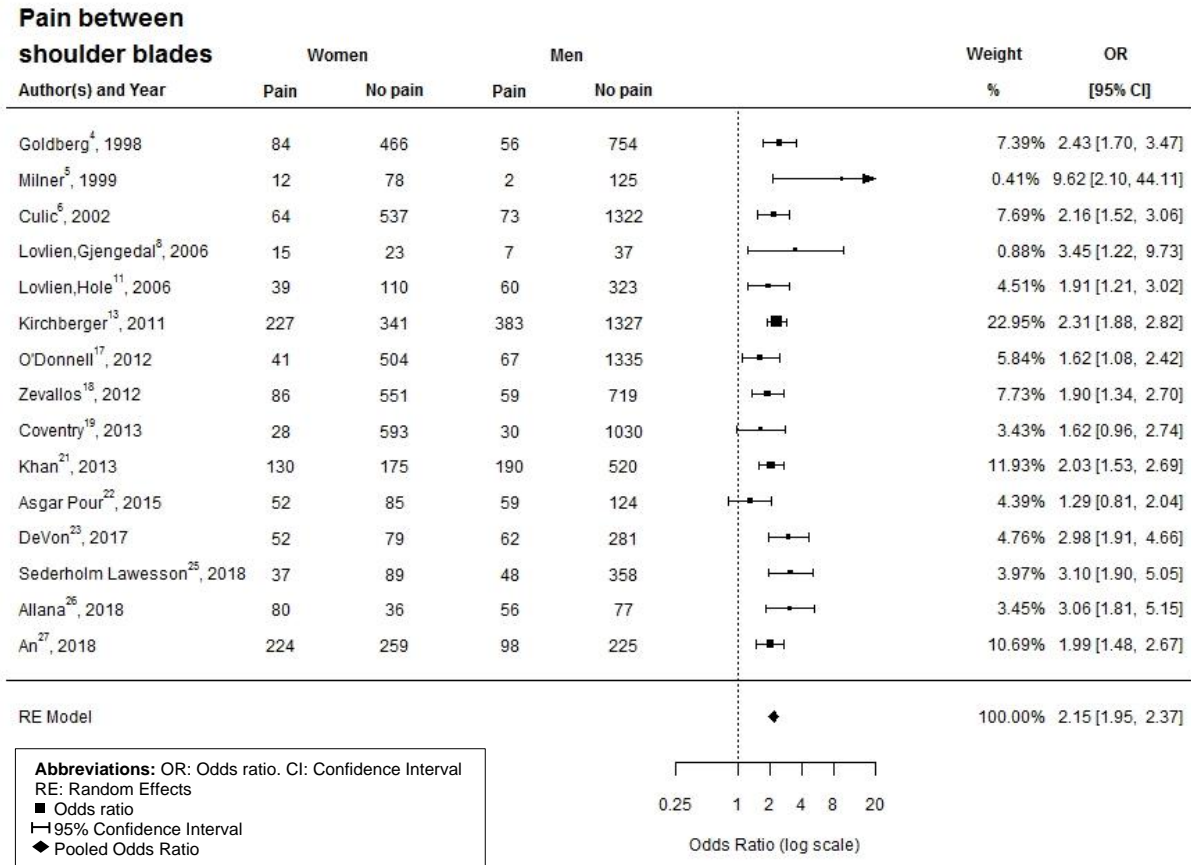 Pain between
shoulder blades Women Men Weight OR
Author(s) and Year Pain No pain Pain No pain % [95% CI]
Goldberg4, 1998 84 466 56 754 7.39% 2.43 [1.70, 3.47]
Milner5, 1999 12 78 2 125 0.41% 9.62 [2.10, 44.11]
Culic6, 2002 64 537 73 1322 7.69% 2.16 [1.52, 3.06]
Lovlien,Gjengedal8, 2006 15 23 7 37 0.88% 3.45 [1.22, 9.73]
Lovlien,Hole11, 2006 39 110 60 323 4.51% 1.91 [1.21, 3.02]
Kirchberger13, 2011 227 341 383 1327 22.95% 2.31 [1.88, 2.82]
O'Donnell17, 2012 41 504 67 1335 5.84% 1.62 [1.08, 2.42]
Zevallos18, 2012 86 551 59 719 7.73% 1.90 [1.34, 2.70]
Coventry19, 2013 28 593 30 1030 3.43% 1.62 [0.96, 2.74]
Khan21, 2013 130 175 190 520 11.93% 2.03 [1.53, 2.69]
Asgar Pour22, 2015 52 85 59 124 4.39% 1.29 [0.81, 2.04]
DeVon23, 2017 52 79 62 281 4.76% 2.98 [1.91, 4.66]
Sederholm Lawesson25, 2018 37 89 48 358 3.97% 3.10 [1.90, 5.05]
Allana26, 2018 80 36 56 77 3.45% 3.06 [1.81, 5.15]
An27, 2018 224 259 98 225 10.69% 1.99 [1.48, 2.67]
RE Model 100.00% 2.15 [1.95, 2.37]
Abbreviations: OR: Odds ratio. CI: Confidence Interval
RE: Random Effects
Odds ratio
95% Confidence Interval
Pooled Odds Ratio
0.25 1 2 4 8 20
Odds Ratio (log scale)